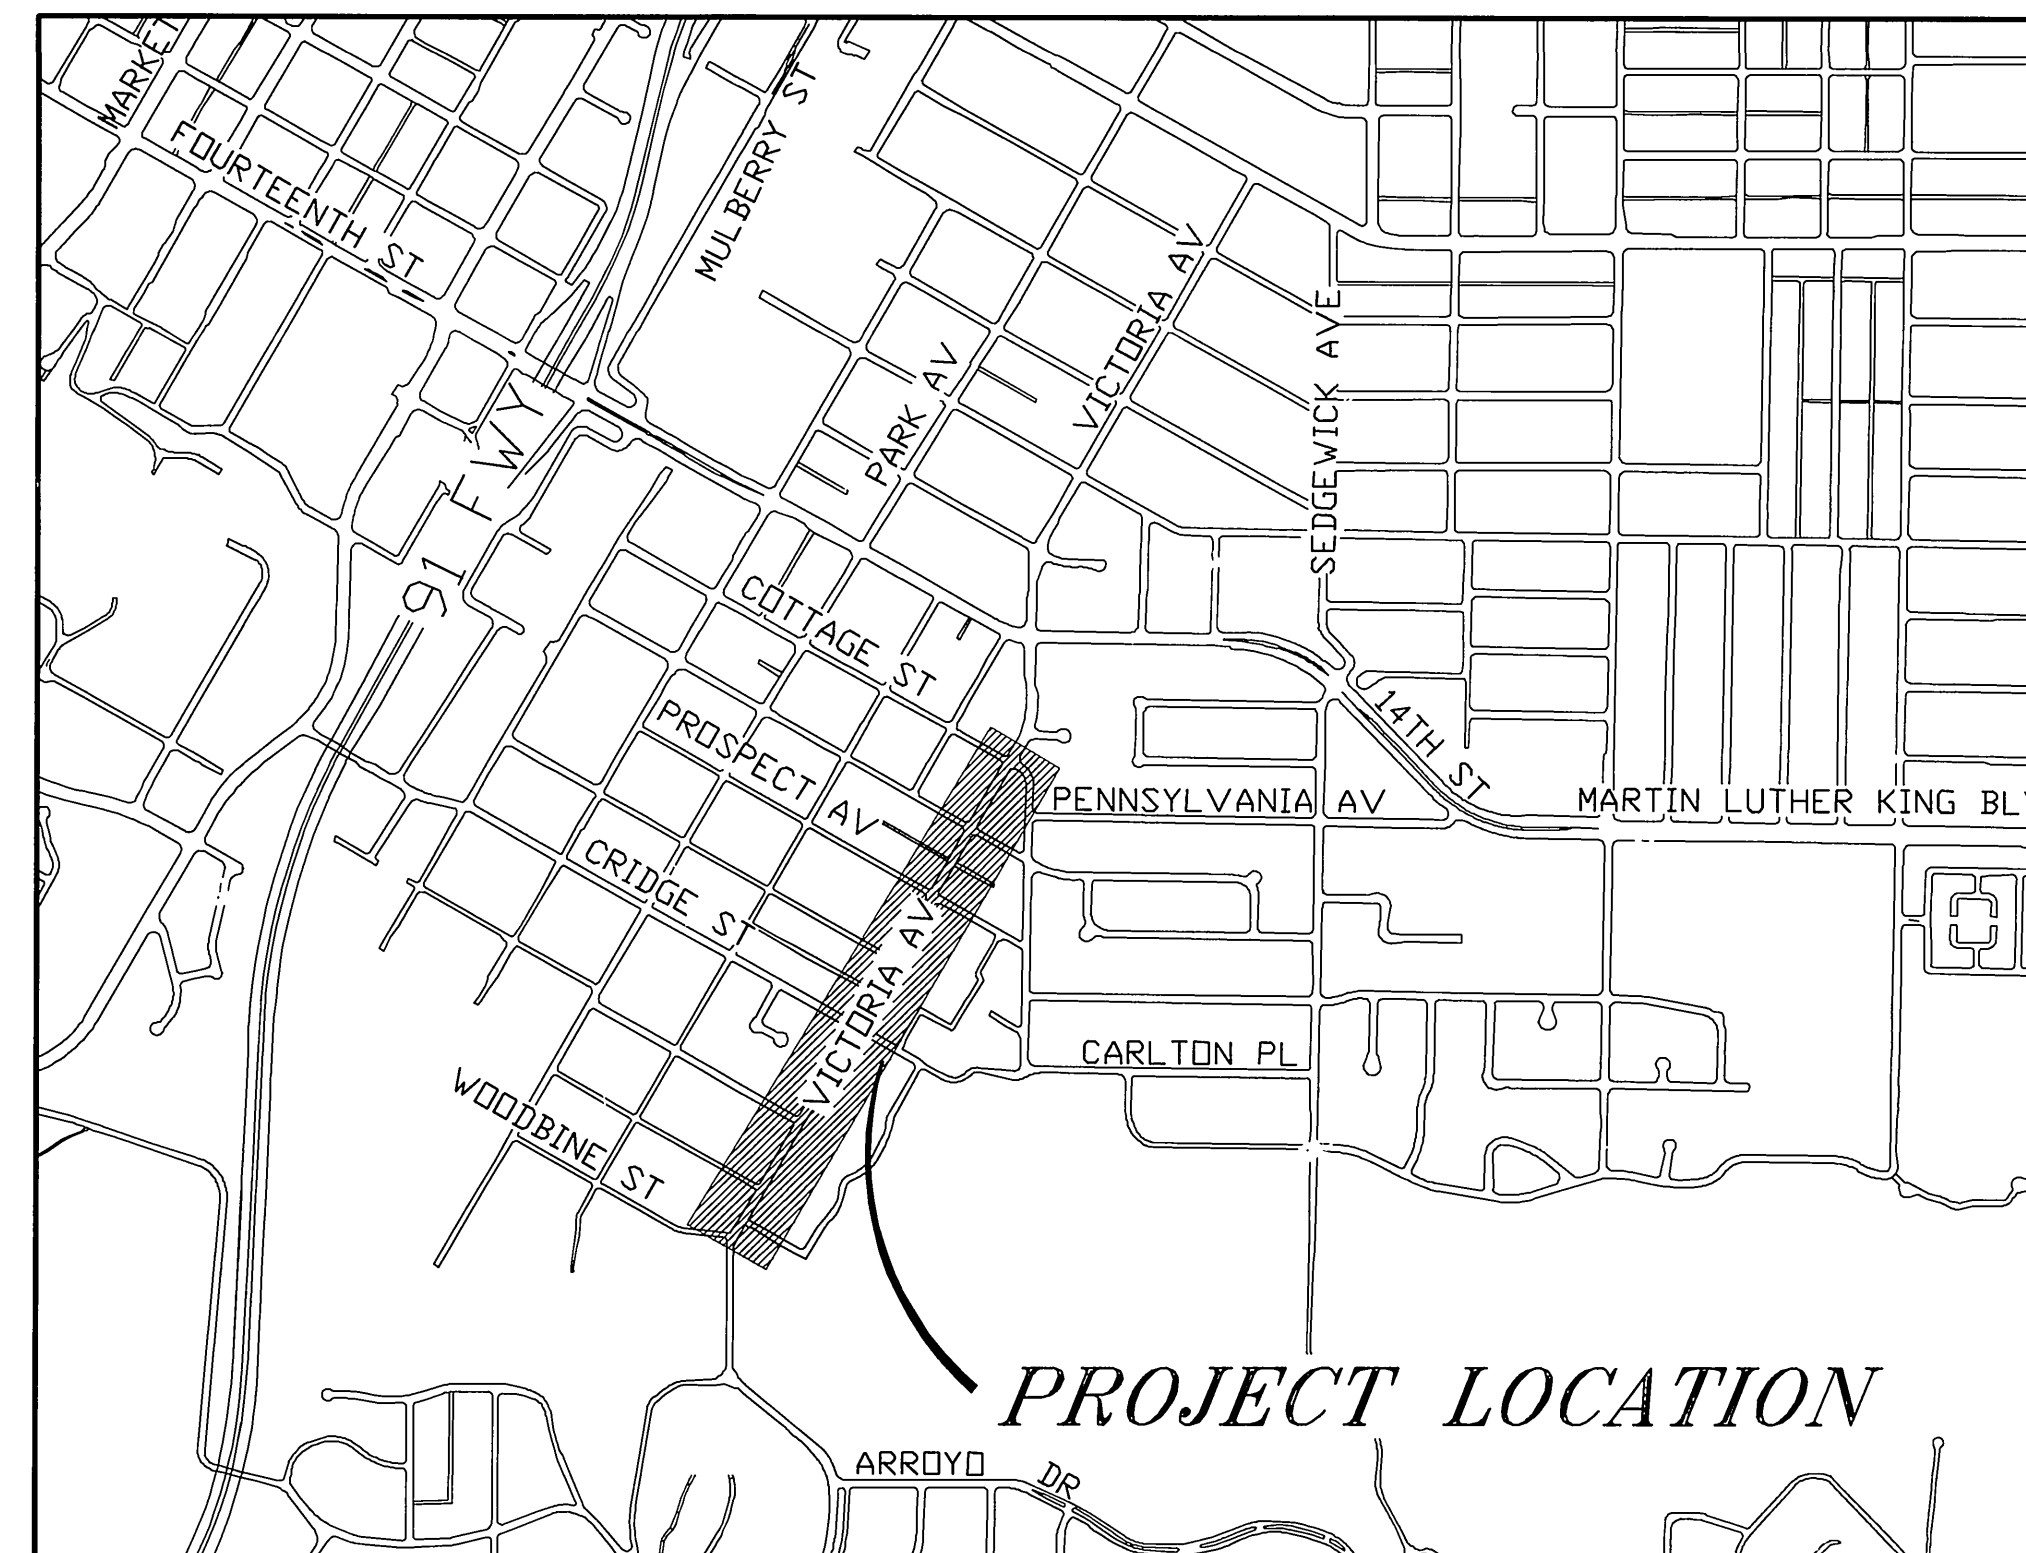 MARKET
FOURTEENTH ST
MULBERRY ST
VICTORIA AV
SEDGEWICK AVE
PARK AV
91 FWY.
COTTAGE ST
14TH ST
PROSPECT AV
PENNSYLVANIA AV
MARTIN LUTHER KING BLV
CRIDGE ST
VICTORIA AV
CARLTON PL
WOODBINE ST
PROJECT LOCATION
ARROYO DR